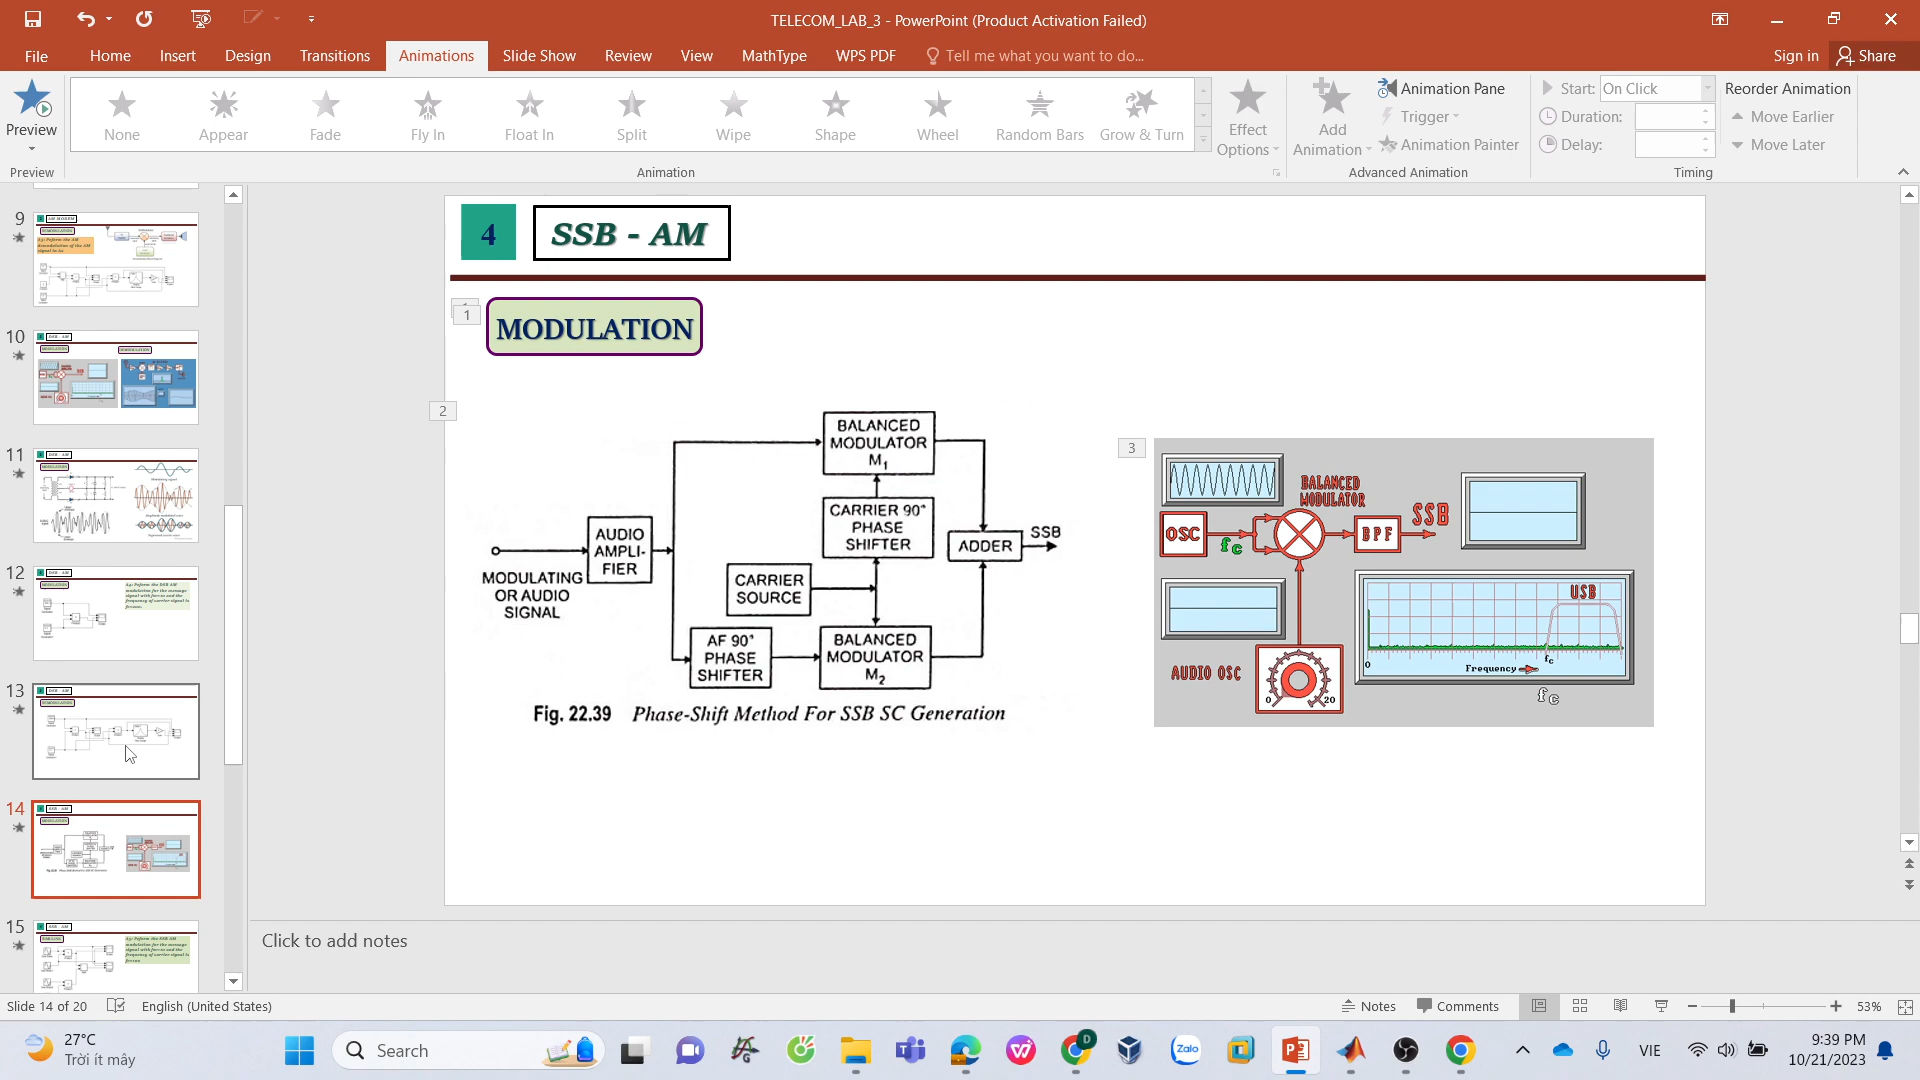 TELECOM_LAB_3 - PowerPoint (Product Activation Failed)
File
Home
Insert
Design
Transitions
Animations
Slide Show
Review
View
MathType
WPS PDF
Tell me what you want to do...
Sign in
Share
Preview
None
Appear
Fade
Fly In
Float In
Split
Wipe
Shape
Wheel
Random Bars
Grow & Turn
Effect
Options
Add
Animation
Animation Pane
Trigger
Animation Painter
Start:
On Click
Duration:
Delay:
Reorder Animation
Move Earlier
Move Later
Preview
Animation
Advanced Animation
Timing
9
10
11
12
13
14
15
4
SSB - AM
1
MODULATION
2
BALANCED
MODULATOR
M1
CARRIER 90°
PHASE
SHIFTER
AUDIO
AMPLI-
FIER
MODULATING
OR AUDIO
SIGNAL
CARRIER
SOURCE
ADDER
SSB
AF 90°
PHASE
SHIFTER
BALANCED
MODULATOR
M2
Fig. 22.39 Phase-Shift Method For SSB SC Generation
3
BALANCED
MODULATOR
OSC
fc
BPF
SSB
USB
AUDIO OSC
0
20
0
Frequency
fc
fc
Click to add notes
Slide 14 of 20
English (United States)
Notes
Comments
53%
27°C
Trời ít mây
Search
D
Zalo
VIE
9:39 PM
10/21/2023